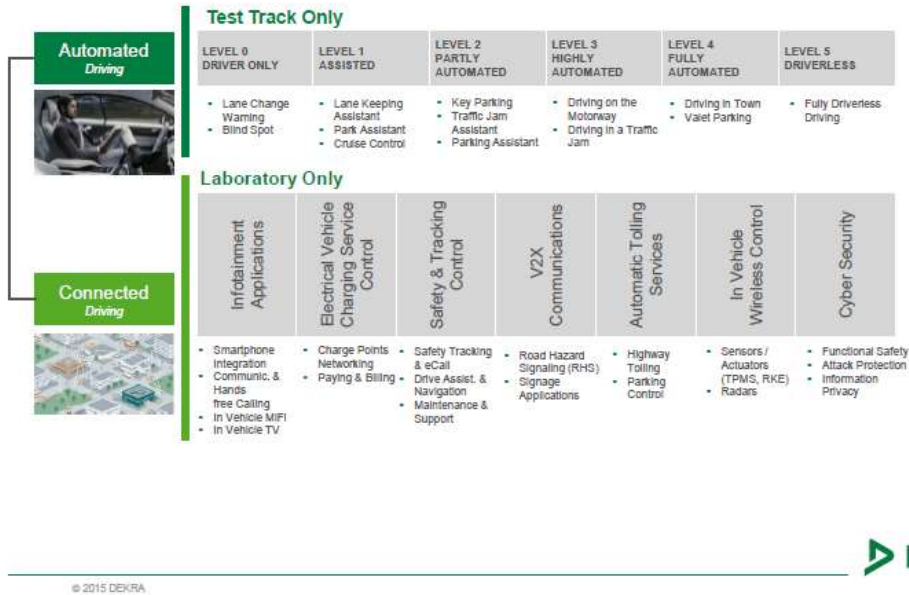 Test Track Only
Automated
Driving
LEVEL 0
DRIVER ONLY
LEVEL 1
ASSISTED
LEVEL 2
PARTLY
AUTOMATED
LEVEL 3
HIGHLY
AUTOMATED
LEVEL 4
FULLY
AUTOMATED
LEVEL 5
DRIVERLESS
- Lane Change
Warning
- Blind Spot
- Lane Keeping
Assistant
- Park Assistant
- Cruise Control
- Key Parking
- Traffic Jam
Assistant
- Parking Assistant
- Driving on the
Motorway
- Driving in a Traffic
Jam
- Driving in Town
- Valet Parking
- Fully Driverless
Driving
Laboratory Only
Connected
Driving
Infotainment
Applications
Electrical Vehicle
Charging Service
Control
Safety & Tracking
Control
V2X
Communications
Automatic Tolling
Services
In Vehicle
Wireless Control
Cyber Security
- Smartphone
Integration
- Communic. &
Hands
free Calling
- In Vehicle MIFI
- In Vehicle TV
- Charge Points
Networking
- Paying & Billing
- Safety Tracking
& eCall
- Drive Assist. &
Navigation
- Maintenance &
Support
- Road Hazard
Signaling (RHS)
- Signage
Applications
- Highway
Tolling
- Parking
Control
- Sensors /
Actuators
(TPMS, RKE)
- Radars
- Functional Safety
- Attack Protection
- Information
Privacy
© 2015 DEKRA